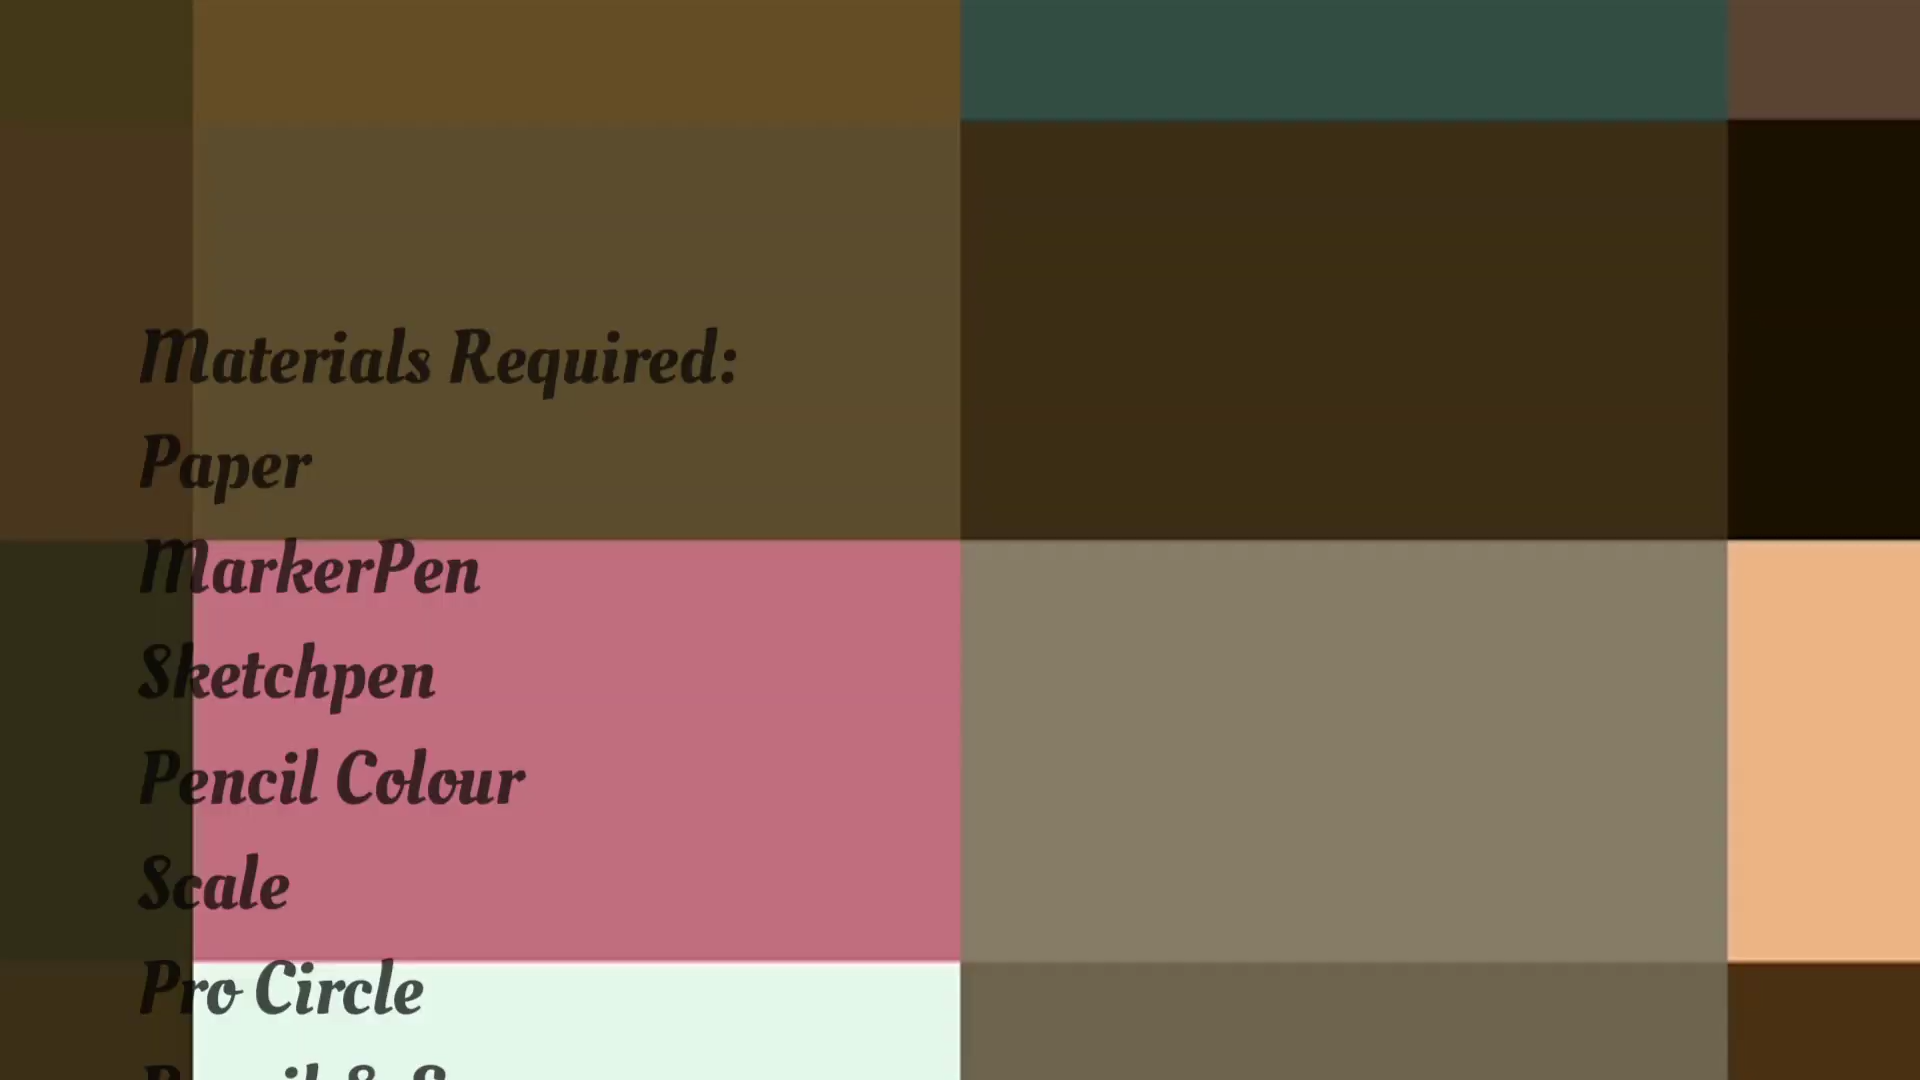 Materials Required:
Paper
MarkerPen
Sketchpen
Pencil Colour
Scale
Pro Circle